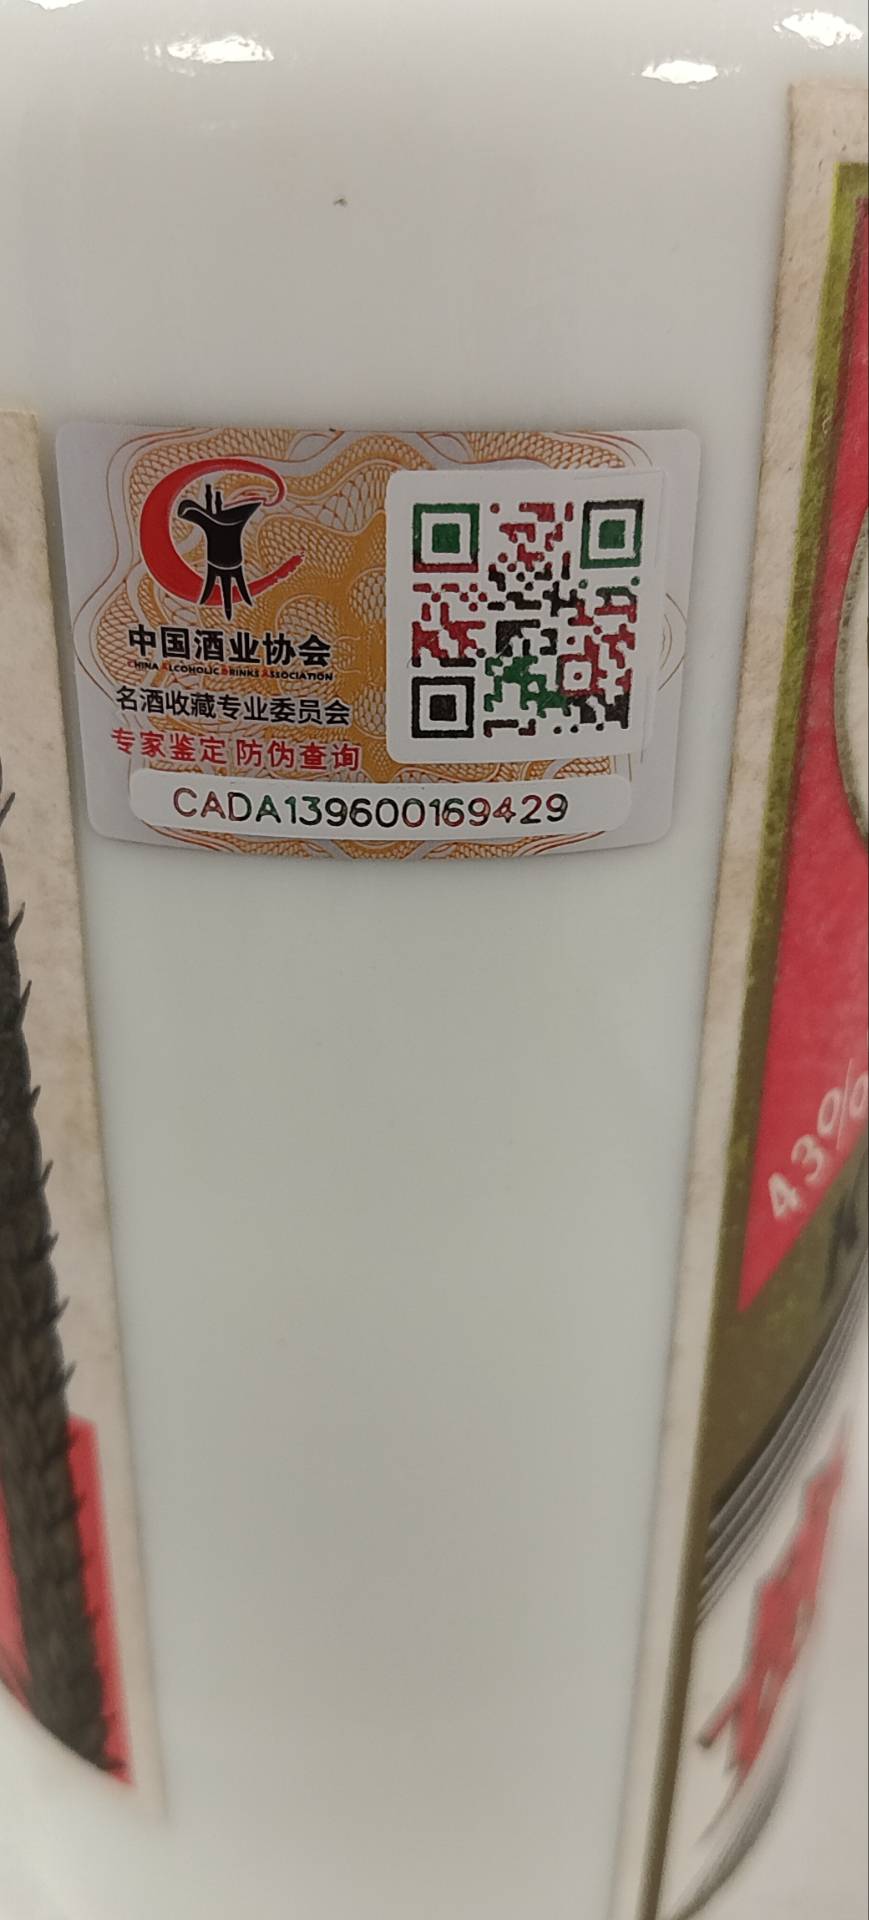 中国酒业协会
CHINA ALCOHOLIC DRINKS ASSOCIATION
名酒收藏专业委员会
专家鉴定 防伪查询
CADA139600169429
43%